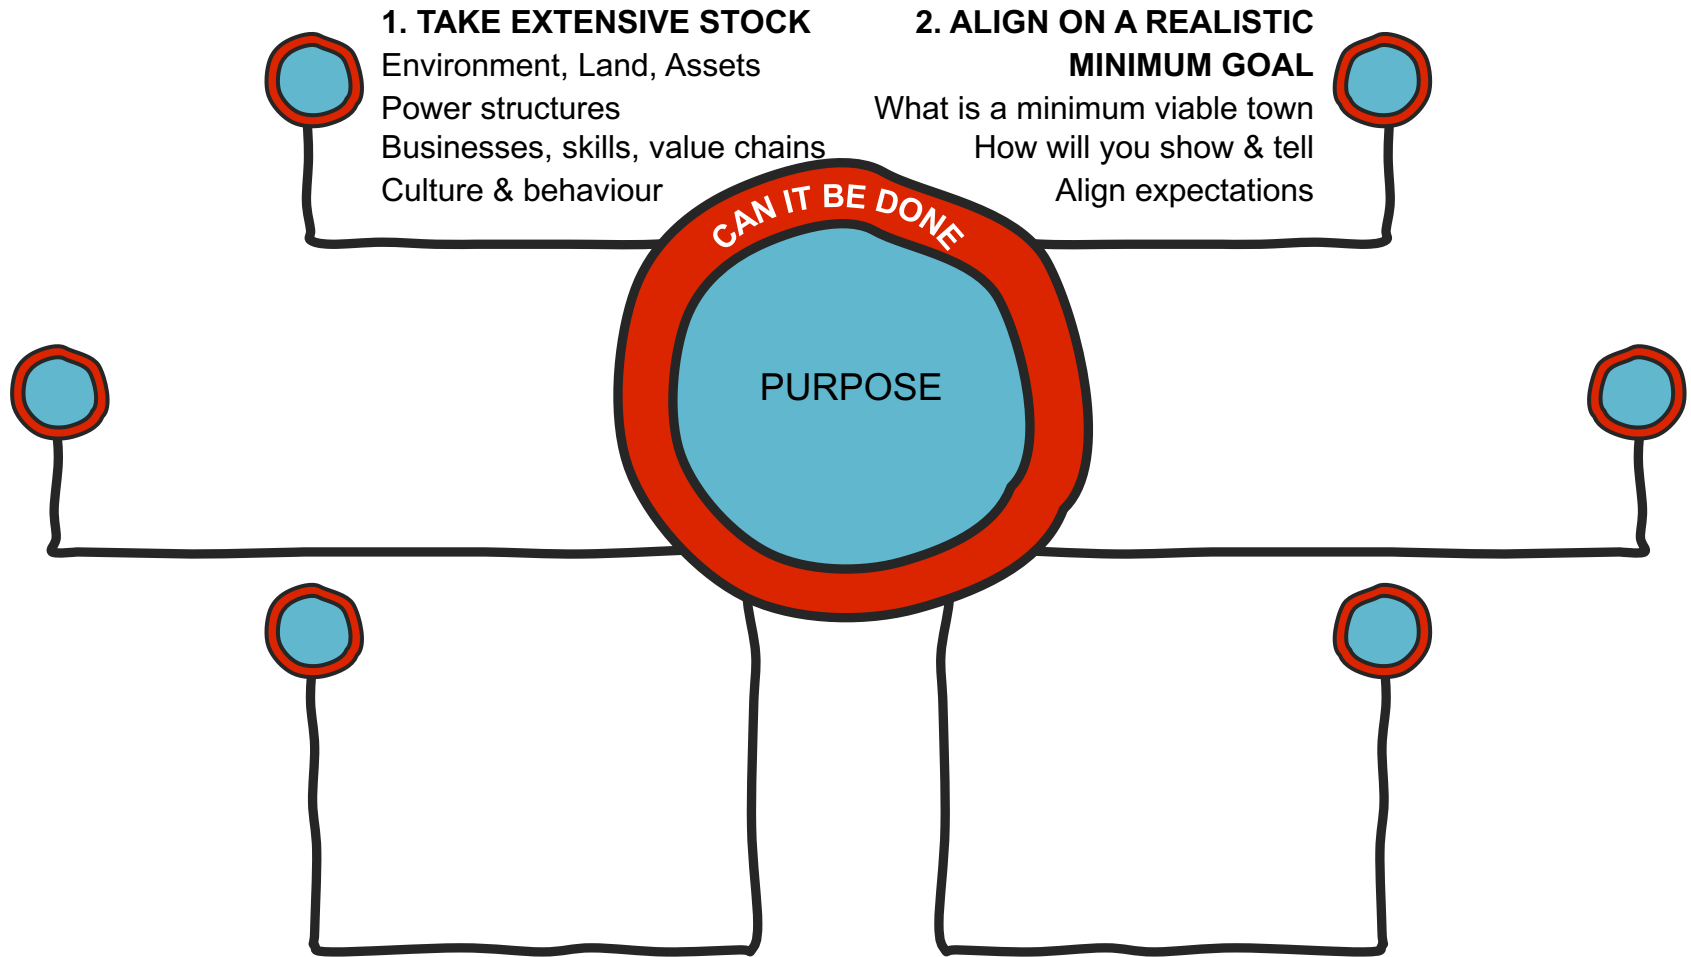 1. TAKE EXTENSIVE STOCK
Environment, Land, Assets
Power structures
Businesses, skills, value chains
Culture & behaviour
2. ALIGN ON A REALISTIC
MINIMUM GOAL
What is a minimum viable town
How will you show & tell
Align expectations
CAN IT BE DONE
PURPOSE